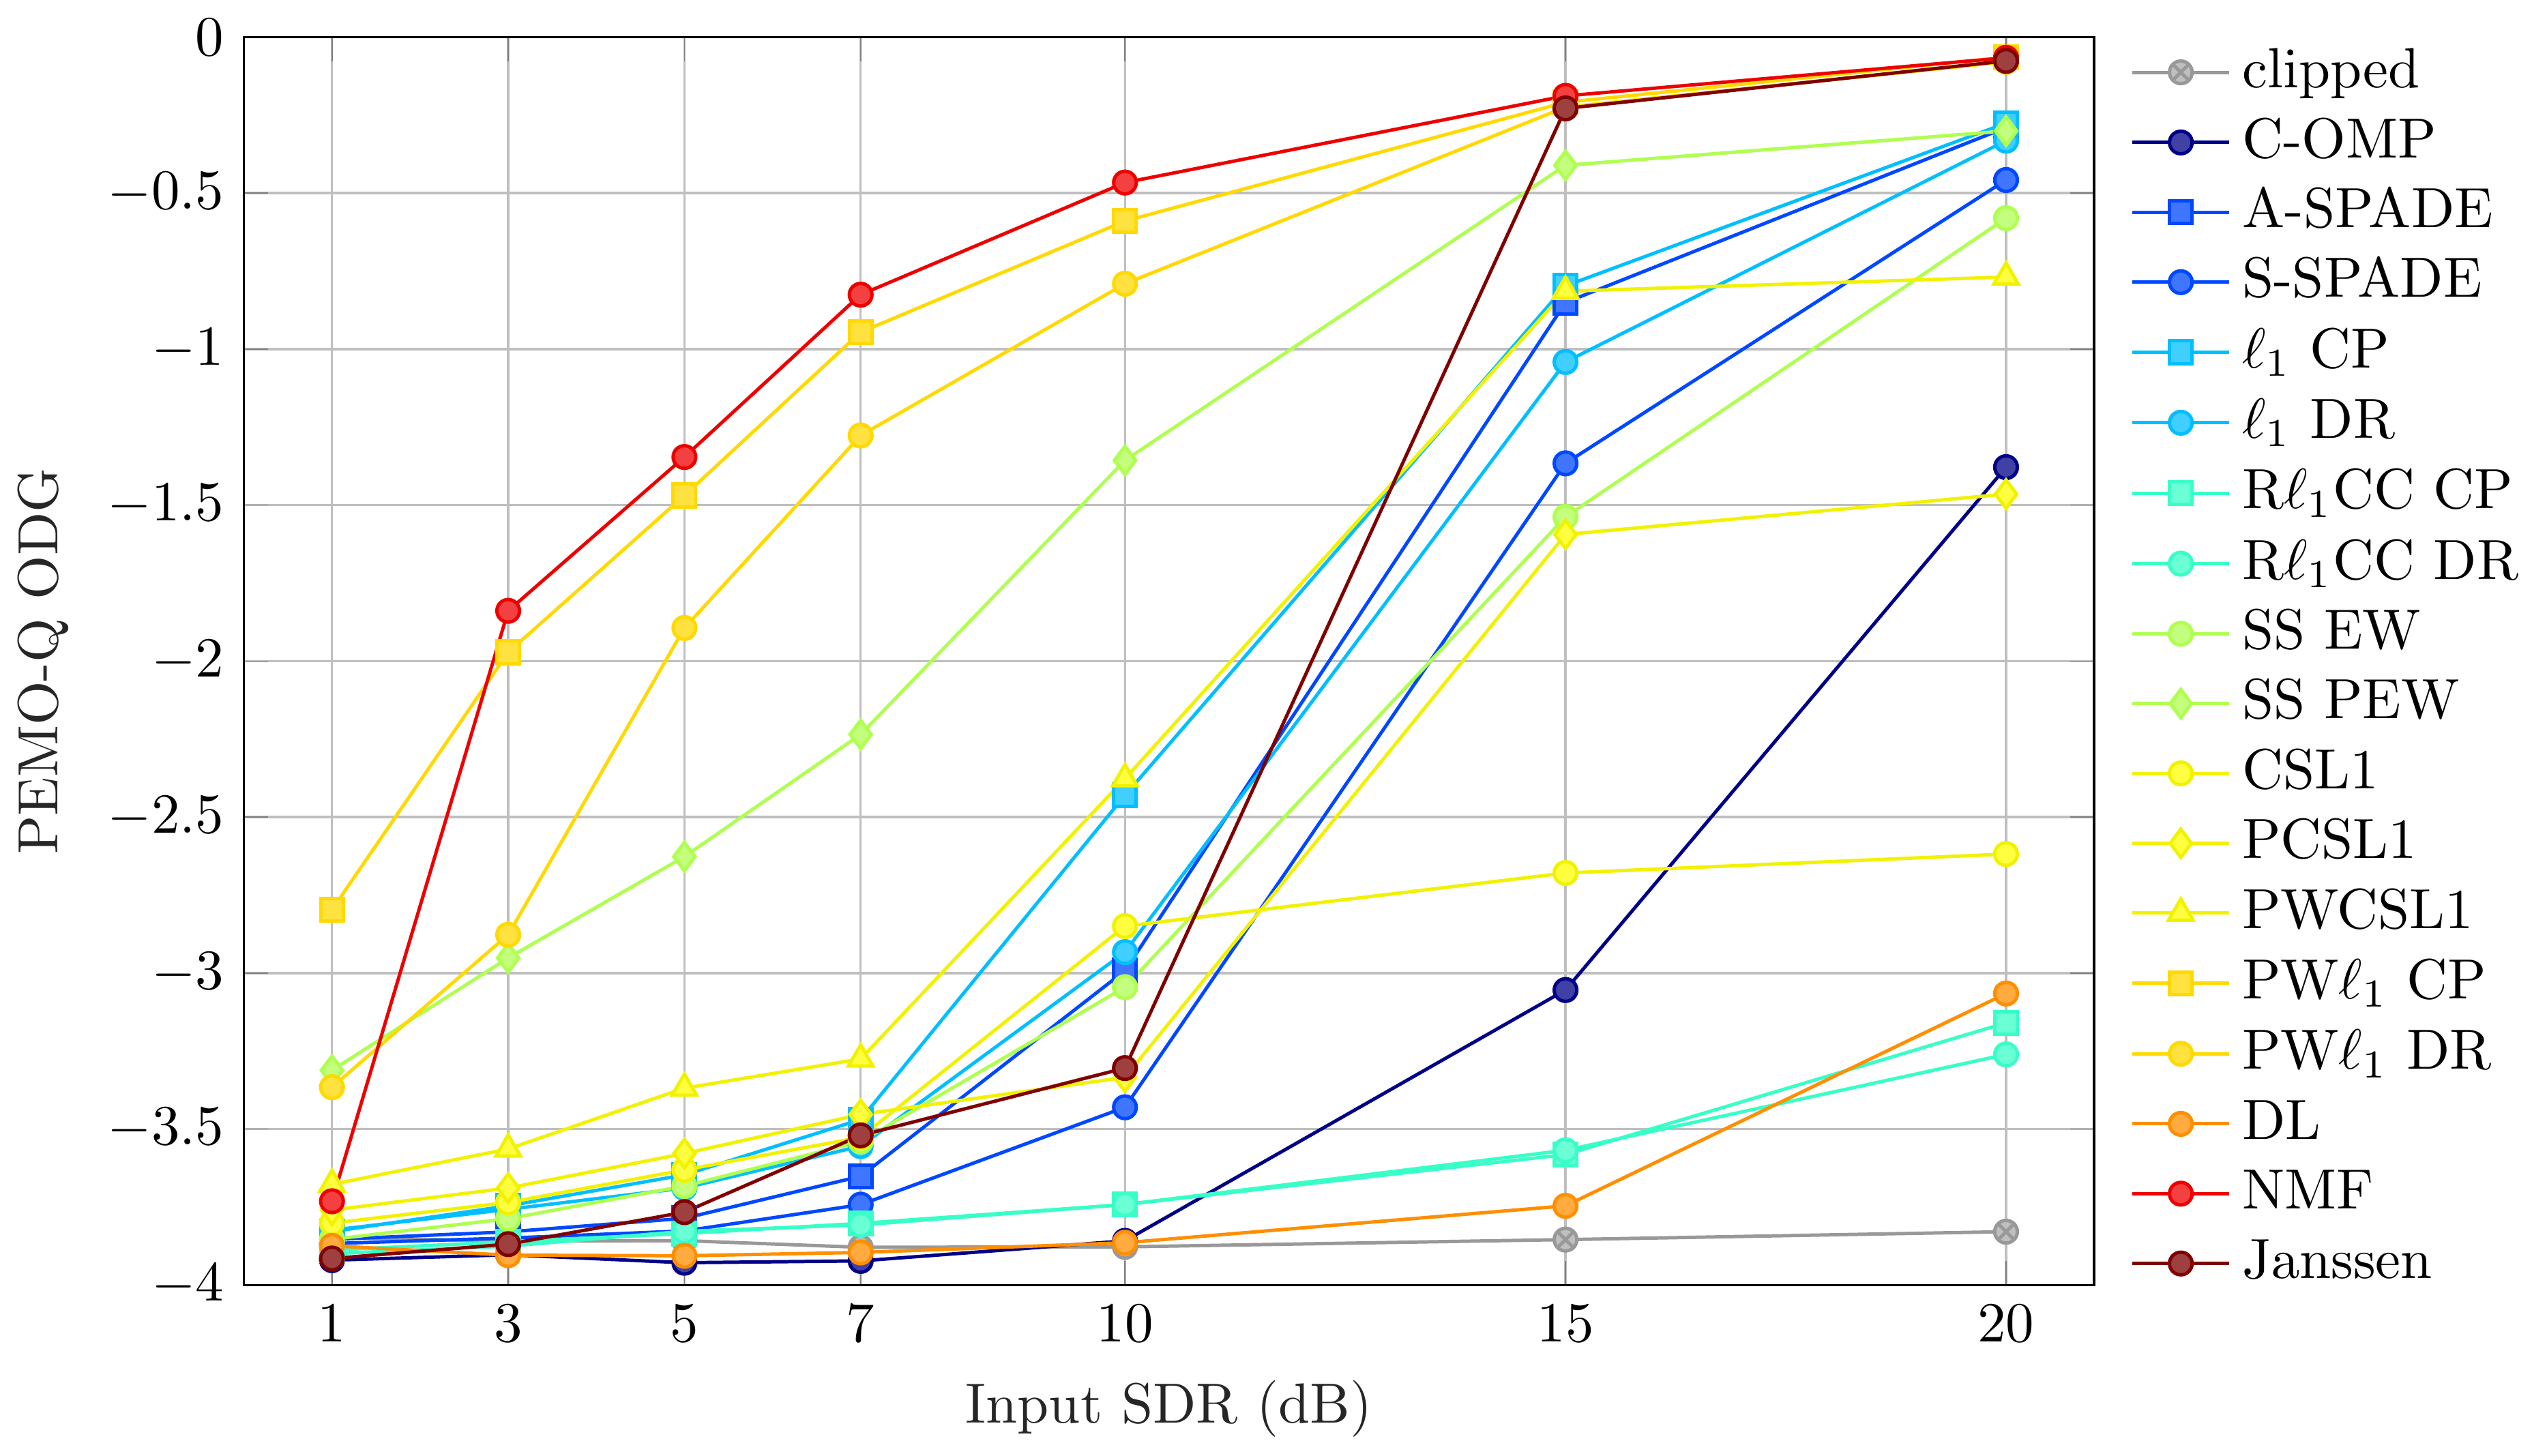 PEMO-Q ODG
0
−0.5
−1
−1.5
−2
−2.5
−3
−3.5
−4
1 3 5 7 10 15 20
Input SDR (dB)
clipped
C-OMP
A-SPADE
S-SPADE
ℓ₁ CP
ℓ₁ DR
Rℓ₁CC CP
Rℓ₁CC DR
SS EW
SS PEW
CSL1
PCSL1
PWCSL1
PWℓ₁ CP
PWℓ₁ DR
DL
NMF
Janssen